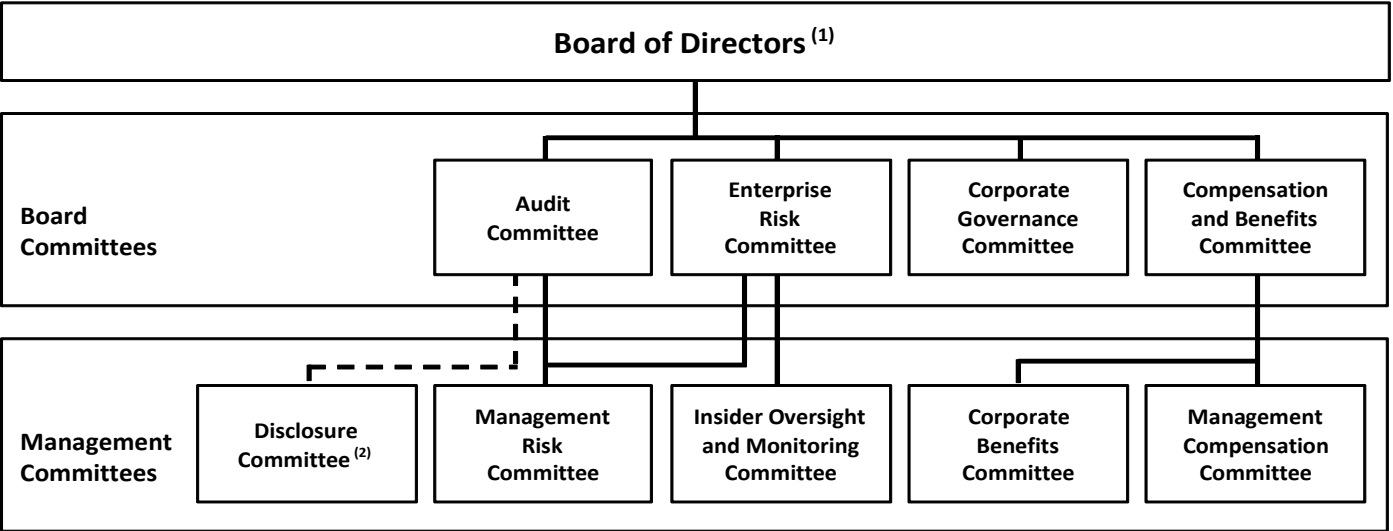 Board of Directors (1)
Board
Committees
Audit
Committee
Enterprise
Risk
Committee
Corporate
Governance
Committee
Compensation
and Benefits
Committee
Management
Committees
Disclosure
Committee (2)
Management
Risk
Committee
Insider Oversight
and Monitoring
Committee
Corporate
Benefits
Committee
Management
Compensation
Committee